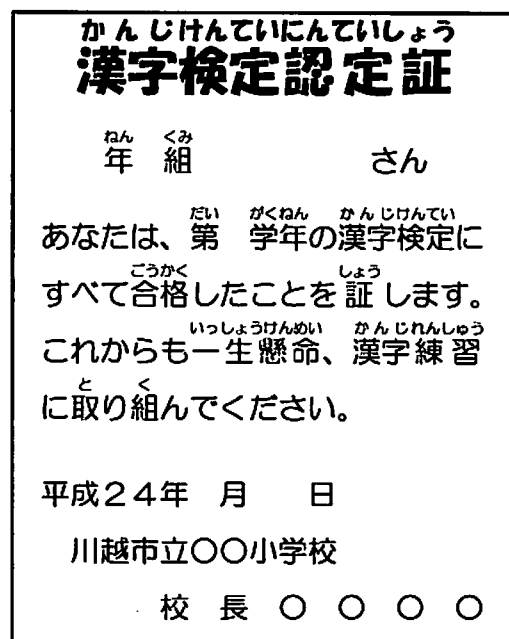 かんじけんていにんていしょう
漢字検定認定証
ねん くみ
年 組 さん
だい がくねん かんじけんてい
あなたは、第 学年の漢字検定に
ごうかく しょう
すべて合格したことを証します。
いっしょうけんめい かんじれんしゅう
これからも一生懸命、漢字練習
と く
に取り組んでください。
平成24年 月 日
川越市立〇〇小学校
校 長 〇 〇 〇 〇